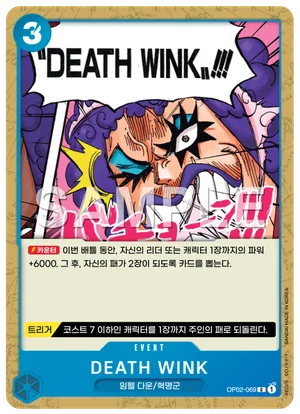 3
"DEATH WINK"!!!
SAMPLE
카운터 이번 배틀 동안, 자신의 리더 또는 캐릭터 1장까지의 파워
+6000. 그 후, 자신의 패가 2장이 되도록 카드를 뽑는다.
트리거 코스트 7 이하인 캐릭터를 1장까지 주인의 패로 되돌린다.
EVENT
DEATH WINK
임펠 다운/혁명군
OP02-069 C 1